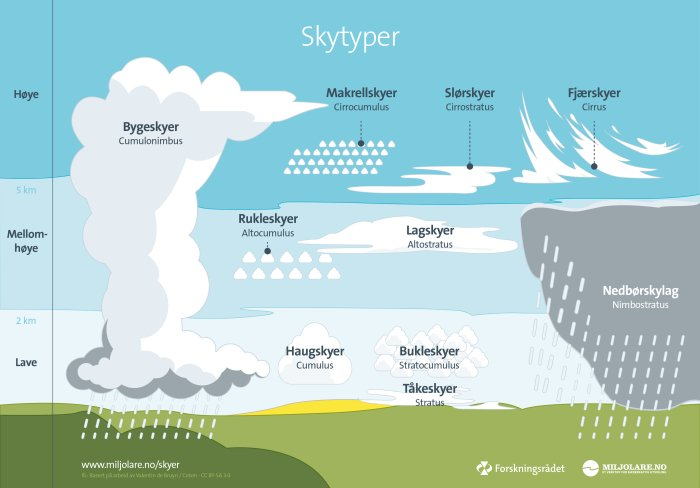 Skytyper
Høye
Makrellskyer
Cirrocumulus
Slørskyer
Cirrostratus
Fjærskyer
Cirrus
Bygeskyer
Cumulonimbus
5 km
Mellom-
høye
Rukleskyer
Altocumulus
Lagskyer
Altostratus
Nedbørskylag
Nimbostratus
2 km
Lave
Haugskyer
Cumulus
Bukleskyer
Stratocumulus
Tåkeskyer
Stratus
www.miljolare.no/skyer
Forskningsrådet
MILJOLARE.NO